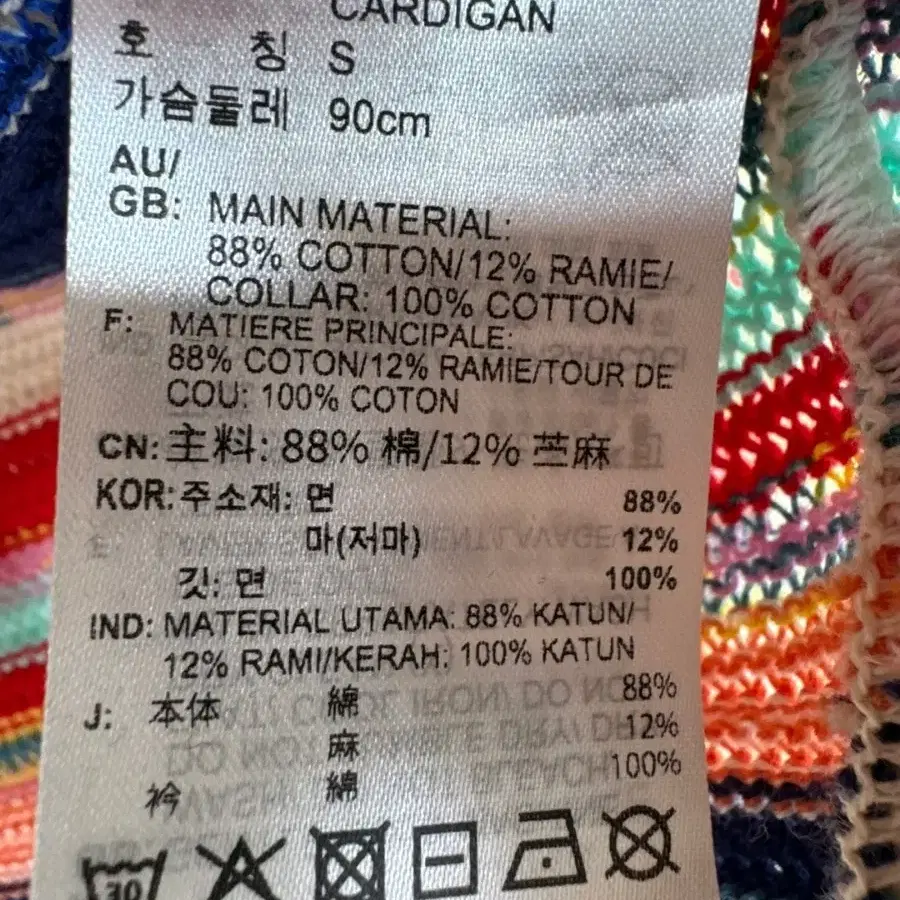 CARDIGAN
호 칭 S
가슴둘레 90cm
AU/
GB: MAIN MATERIAL:
88% COTTON/12% RAMIE/
COLLAR: 100% COTTON
F: MATIERE PRINCIPALE:
88% COTON/12% RAMIE/TOUR DE
COU: 100% COTON
CN: 主料: 88% 棉/12% 苎麻
KOR: 주소재: 면 88%
마(저마) 12%
깃: 면 100%
IND: MATERIAL UTAMA: 88% KATUN/
12% RAMI/KERAH: 100% KATUN
J: 本体 綿 88%
麻 12%
衿 綿 100%
30